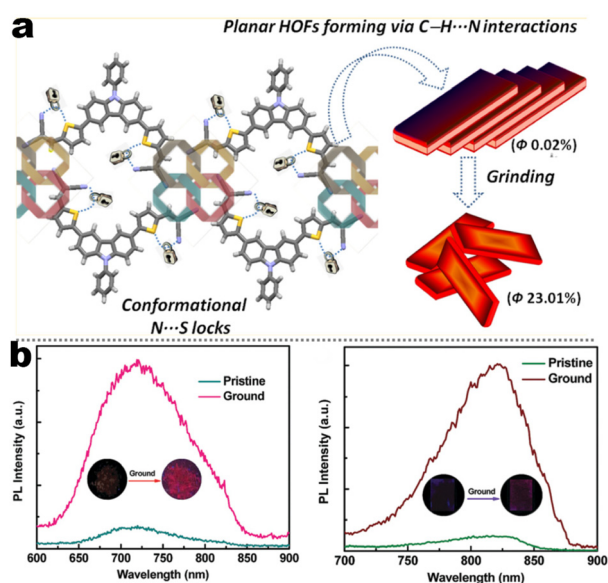 a
Planar HOFs forming via C−H···N interactions
(Φ 0.02%)
Grinding
(Φ 23.01%)
Conformational
N···S locks
b
PL Intensity (a.u.)
Pristine
Ground
Ground
600 650 700 750 800 850 900
Wavelength (nm)
PL Intensity (a.u.)
Pristine
Ground
Ground
700 750 800 850 900
Wavelength (nm)